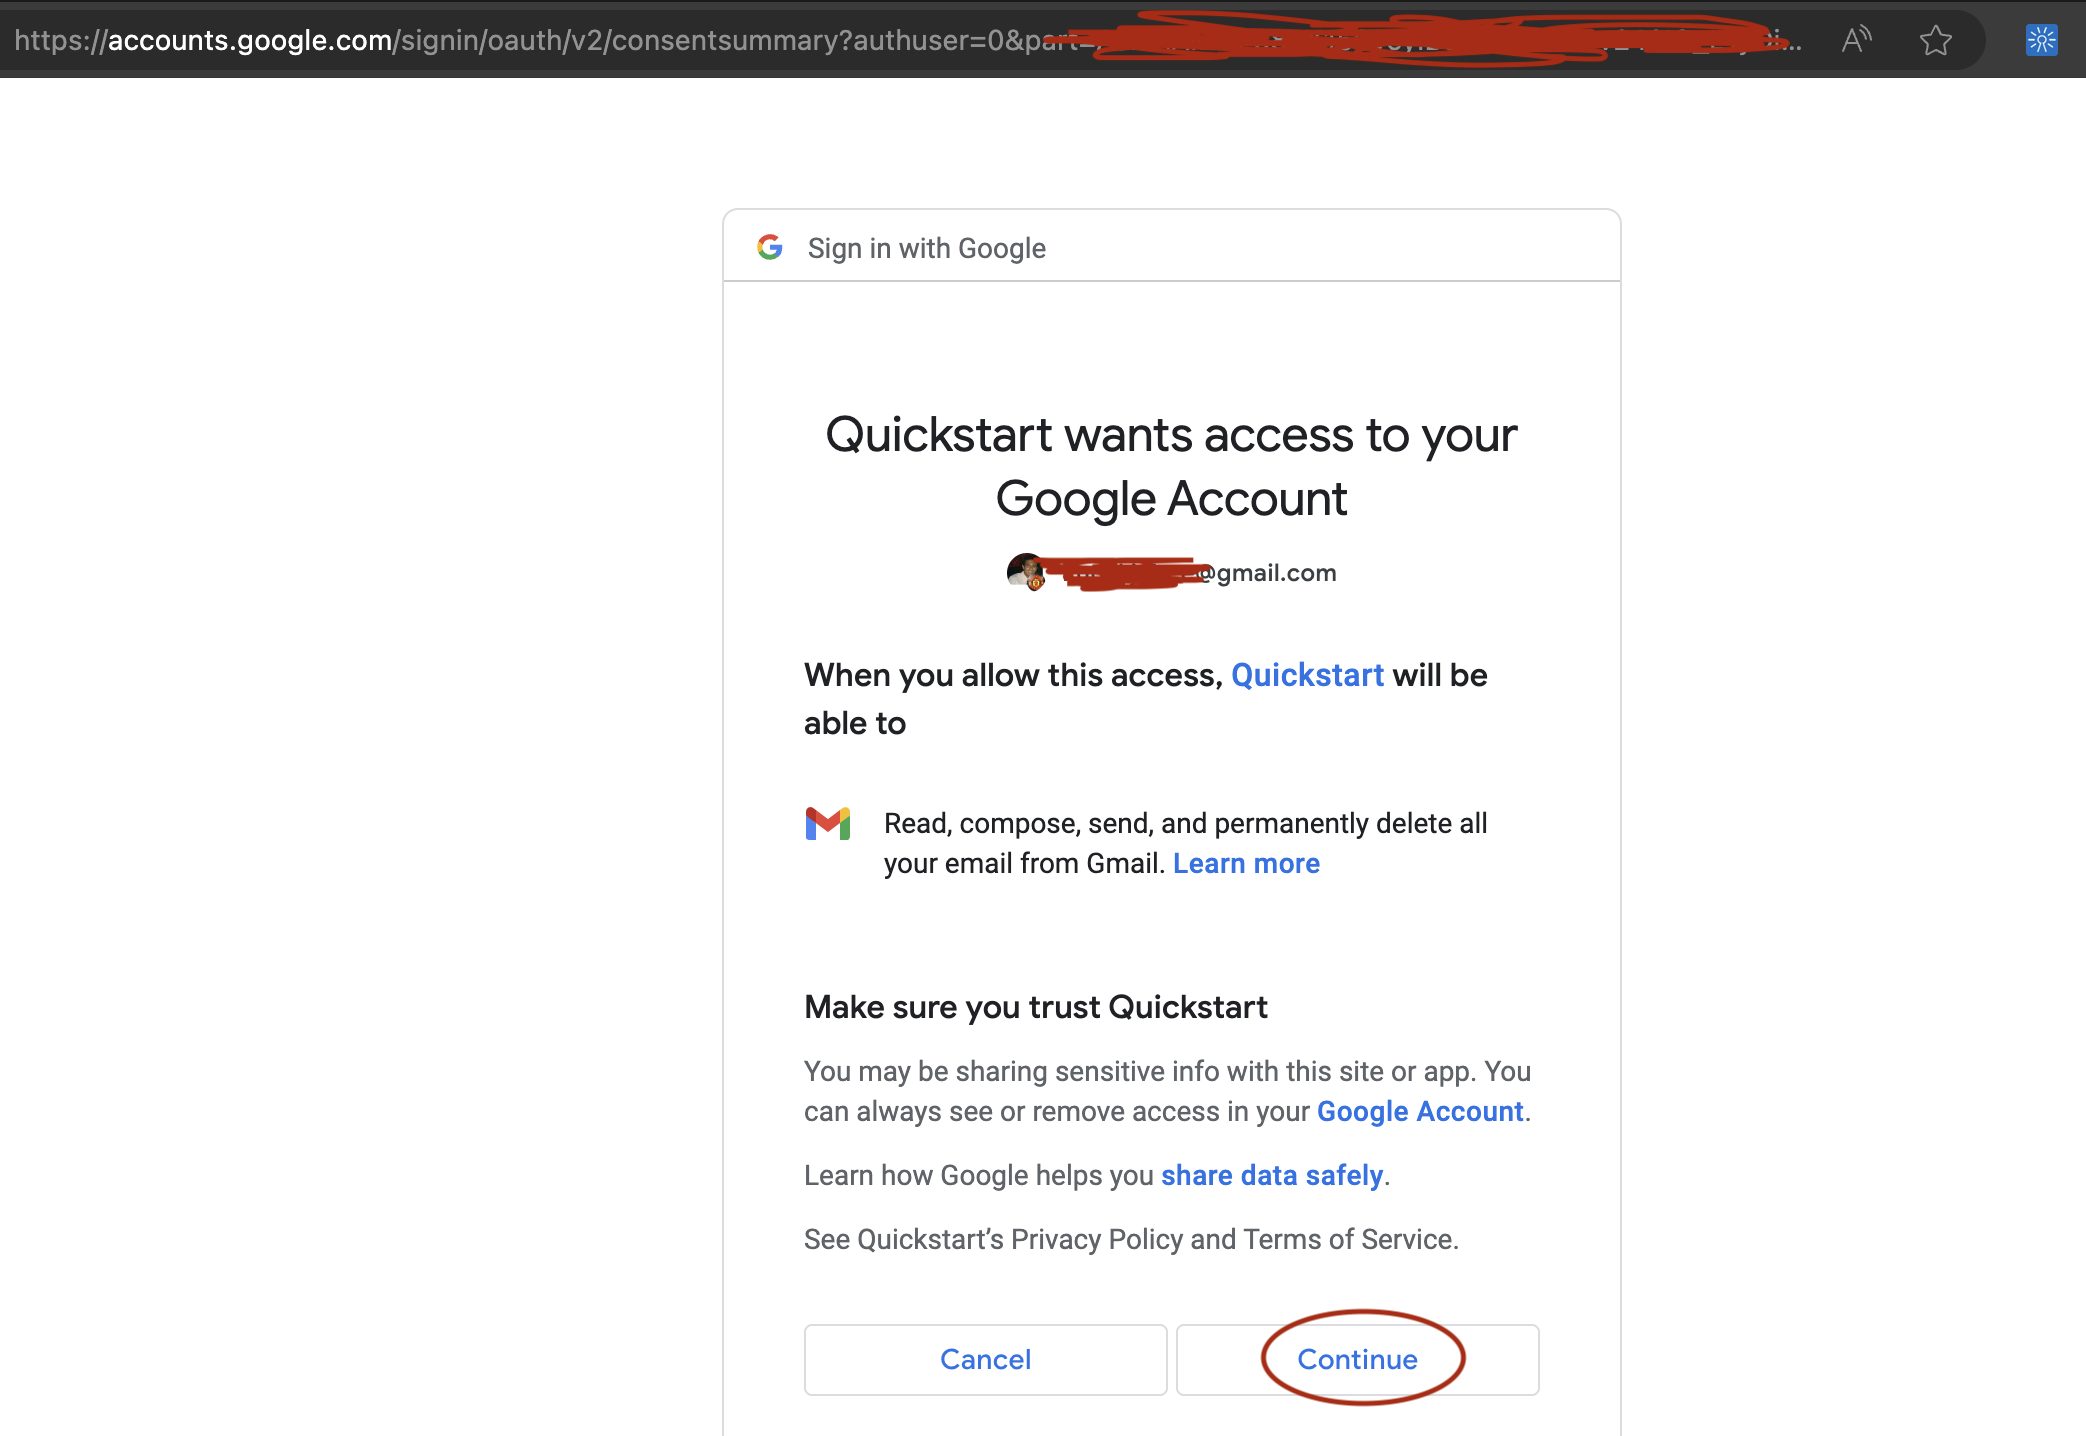 https://accounts.google.com/signin/oauth/v2/consentsummary?authuser=0&part=
Sign in with Google
Quickstart wants access to your
Google Account
@gmail.com
When you allow this access, Quickstart will be
able to
Read, compose, send, and permanently delete all
your email from Gmail. Learn more
Make sure you trust Quickstart
You may be sharing sensitive info with this site or app. You
can always see or remove access in your Google Account.
Learn how Google helps you share data safely.
See Quickstart’s Privacy Policy and Terms of Service.
Cancel
Continue